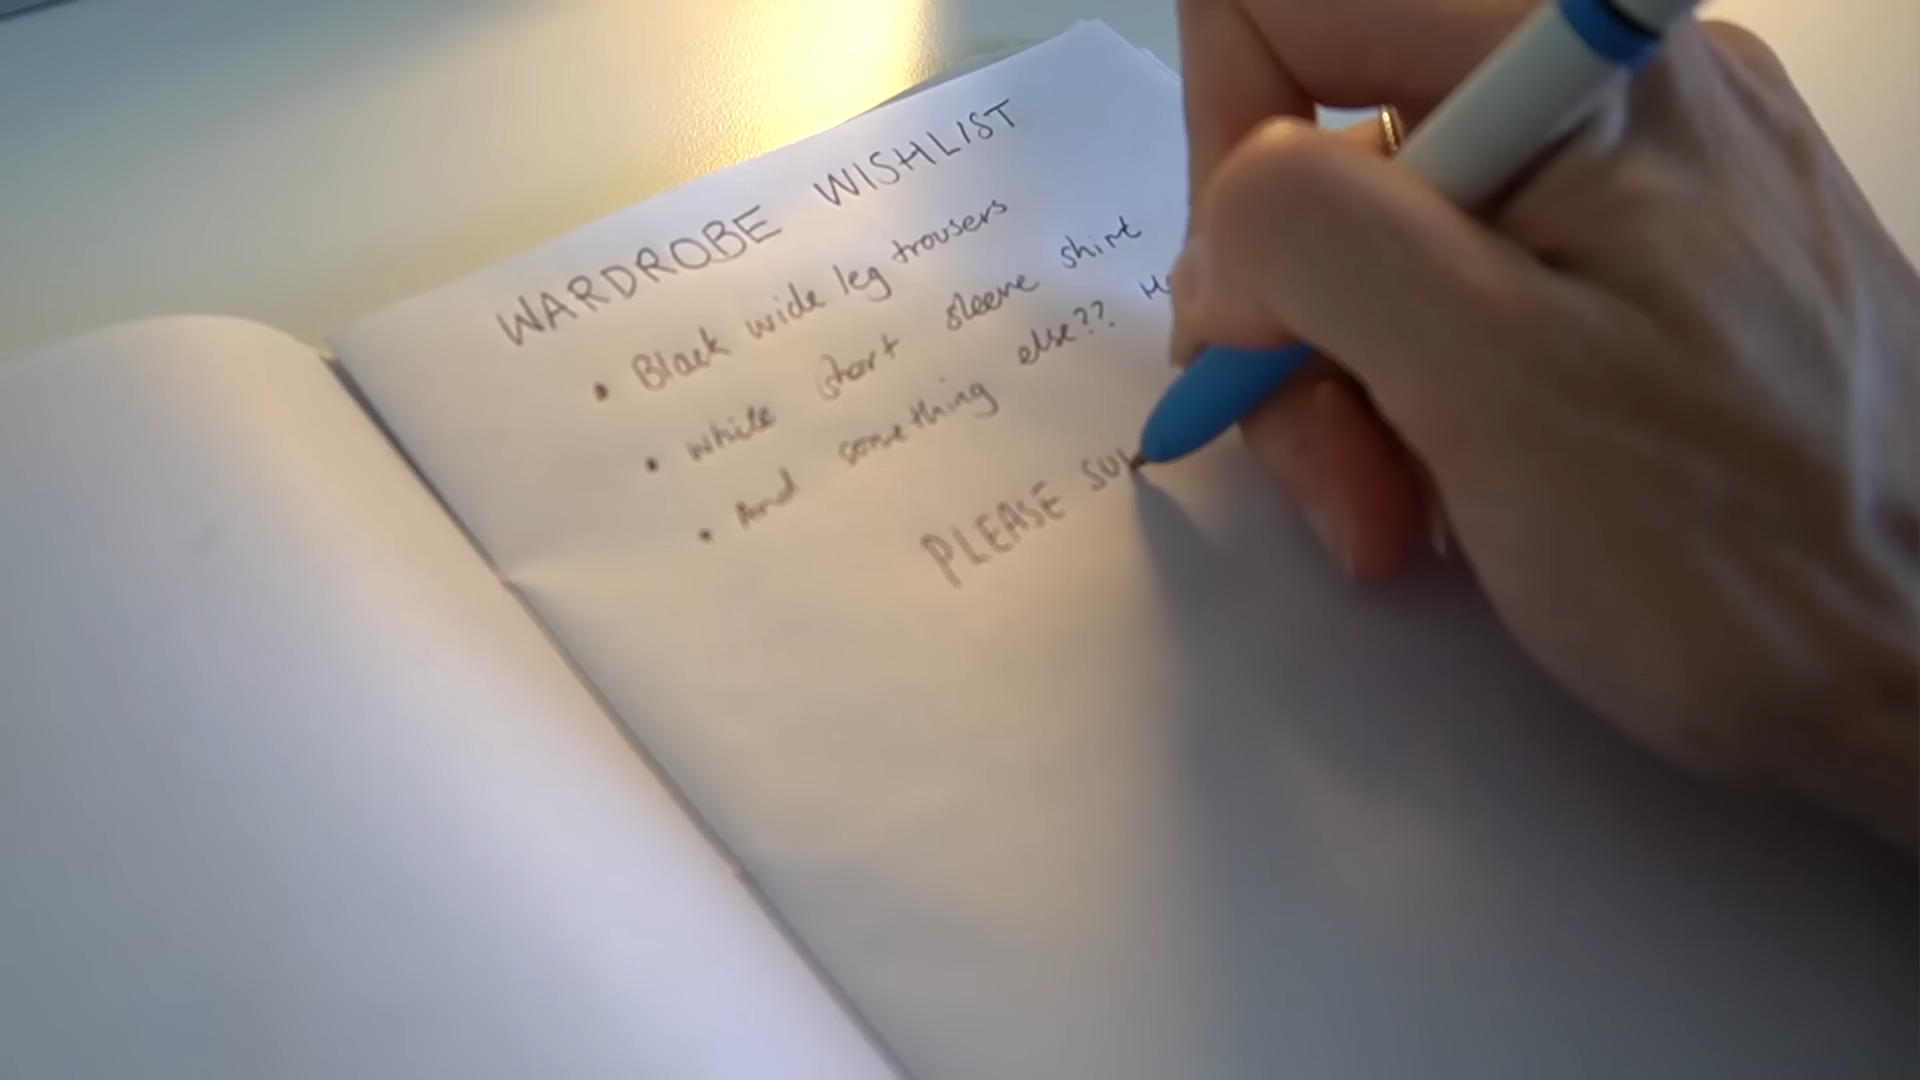 WARDROBE WISHLIST
• Black wide leg trousers
• white short sleeve shirt
• And something else??
PLEASE